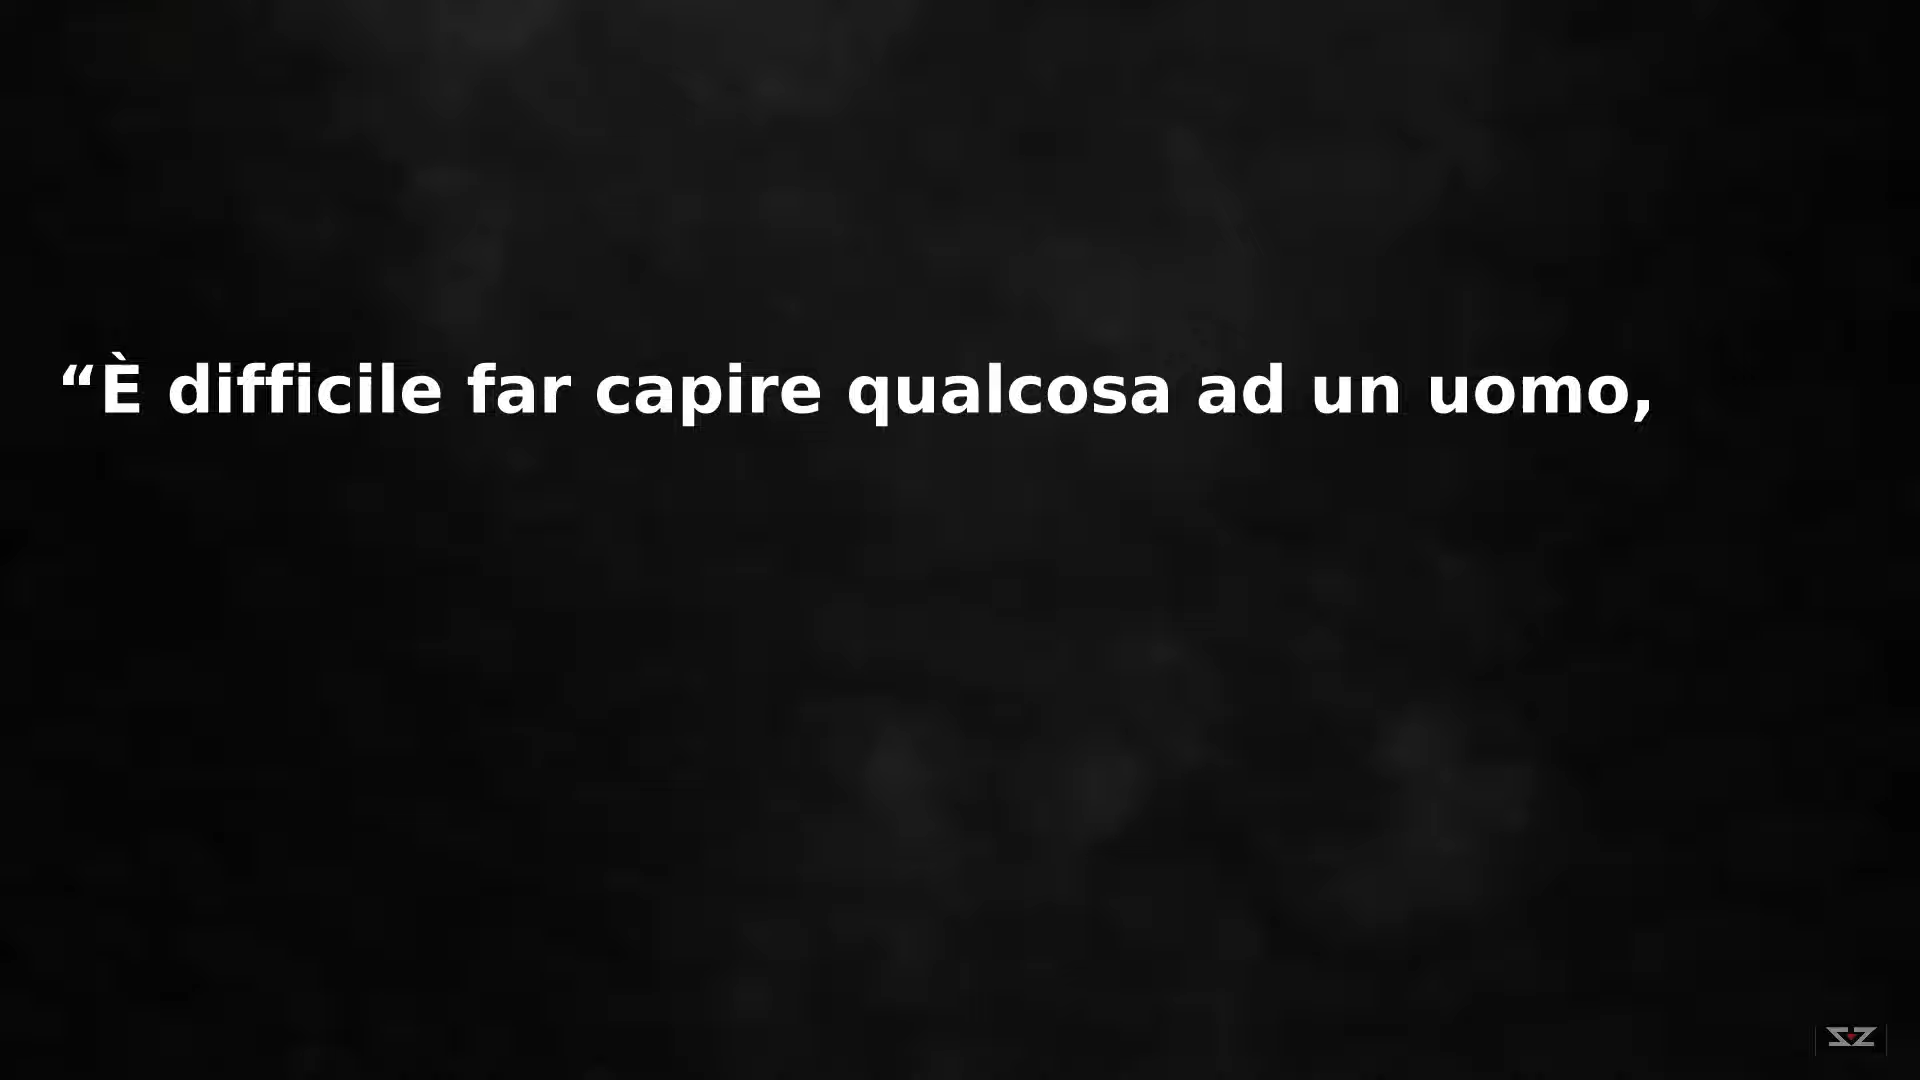 “È difficile far capire qualcosa ad un uomo,